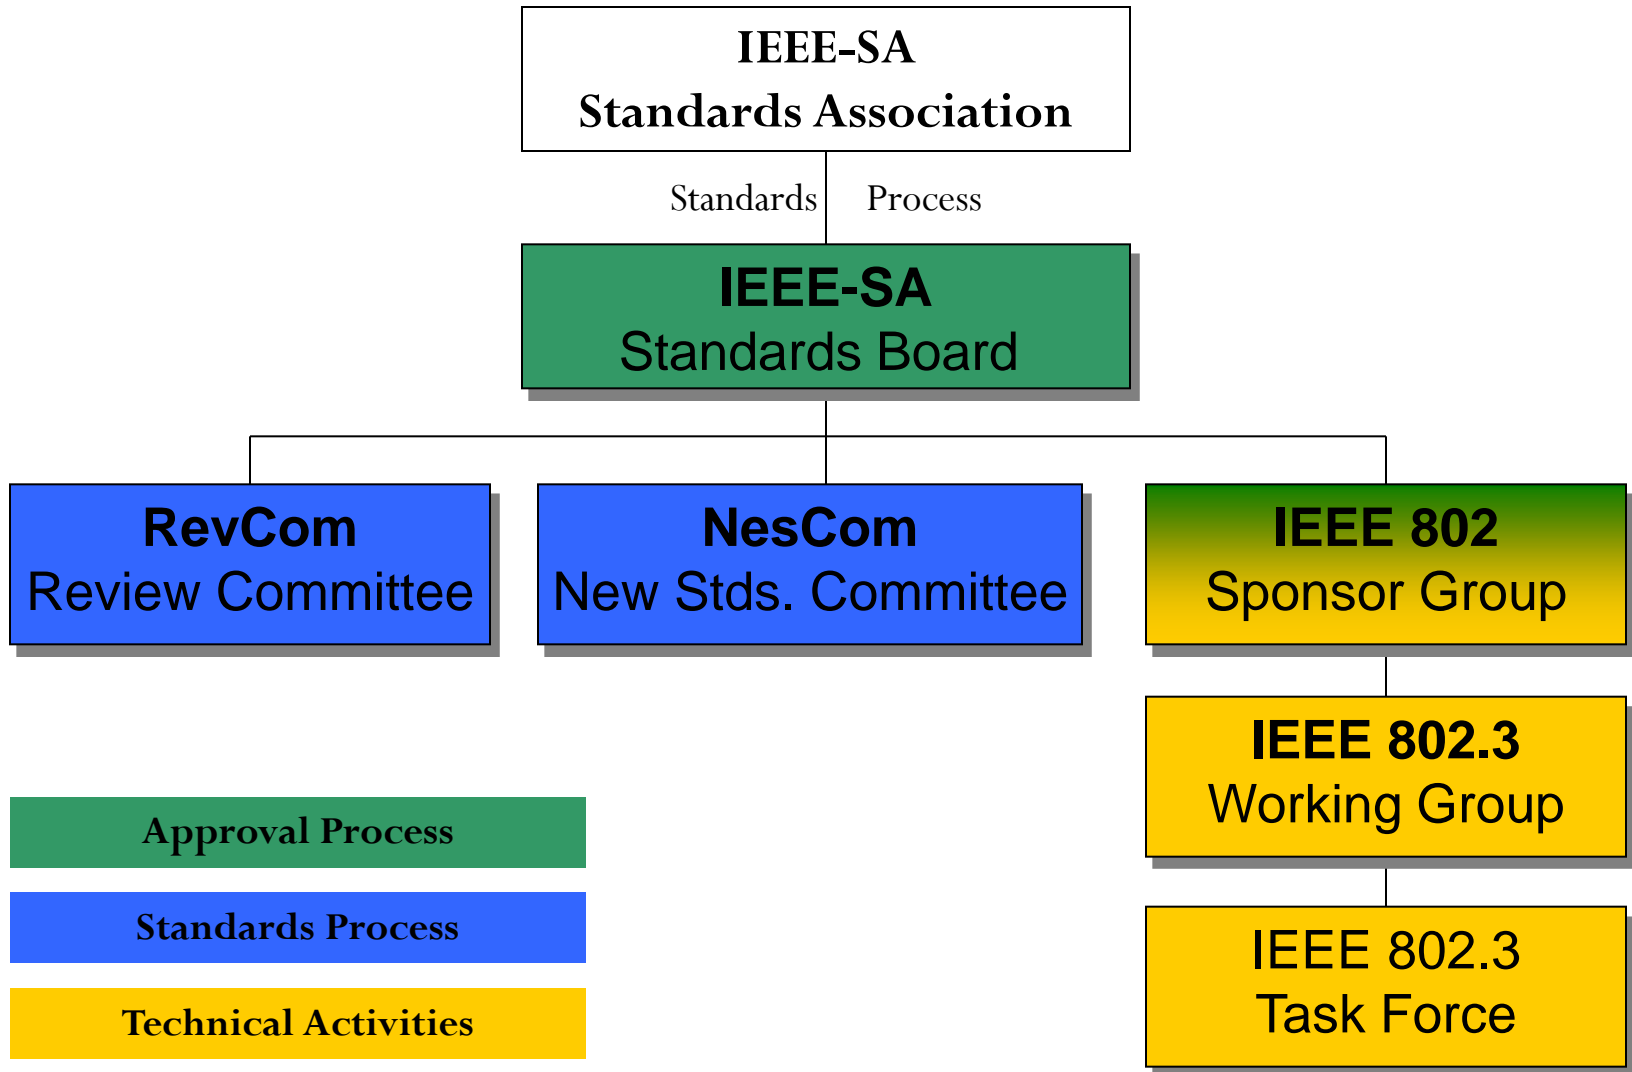 IEEE-SA
Standards Association
Standards Process
IEEE-SA
Standards Board
RevCom
Review Committee
NesCom
New Stds. Committee
IEEE 802
Sponsor Group
IEEE 802.3
Working Group
IEEE 802.3
Task Force
Approval Process
Standards Process
Technical Activities